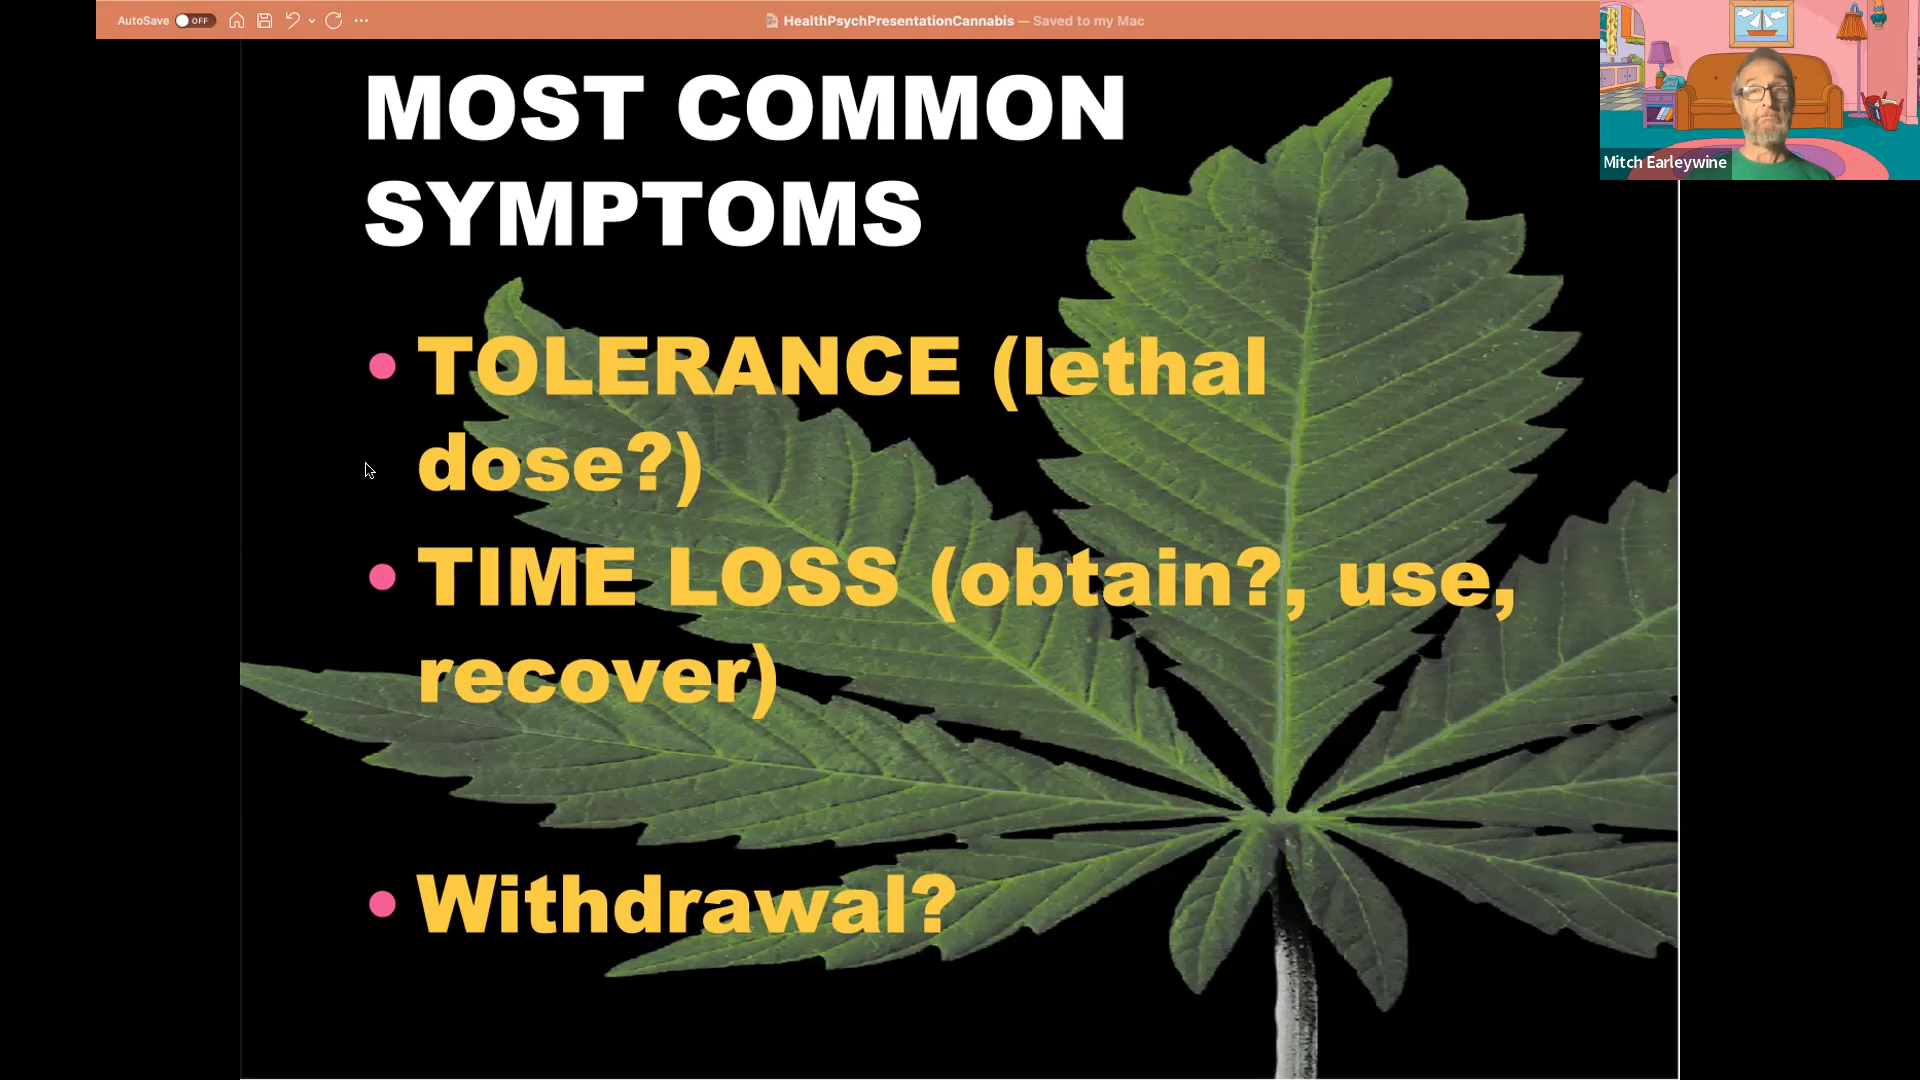 AutoSave OFF
HealthPsychPresentationCannabis — Saved to my Mac
MOST COMMON
SYMPTOMS
• TOLERANCE (lethal
dose?)
• TIME LOSS (obtain?, use,
recover)
• Withdrawal?
Mitch Earleywine